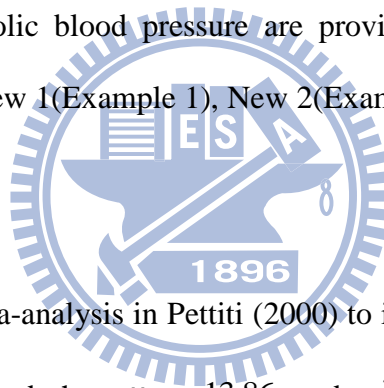 olic blood pressure are provi
ew 1(Example 1), New 2(Exam
E S A
1896
a-analysis in Pettiti (2000) to i
13.86